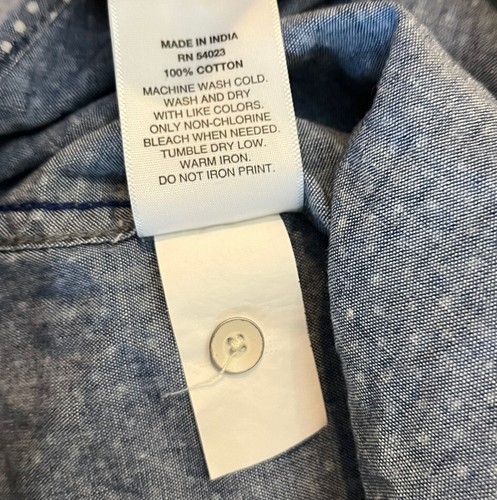 MADE IN INDIA
RN 54023
100% COTTON
MACHINE WASH COLD.
WASH AND DRY
WITH LIKE COLORS.
ONLY NON-CHLORINE
BLEACH WHEN NEEDED.
TUMBLE DRY LOW.
WARM IRON.
DO NOT IRON PRINT.